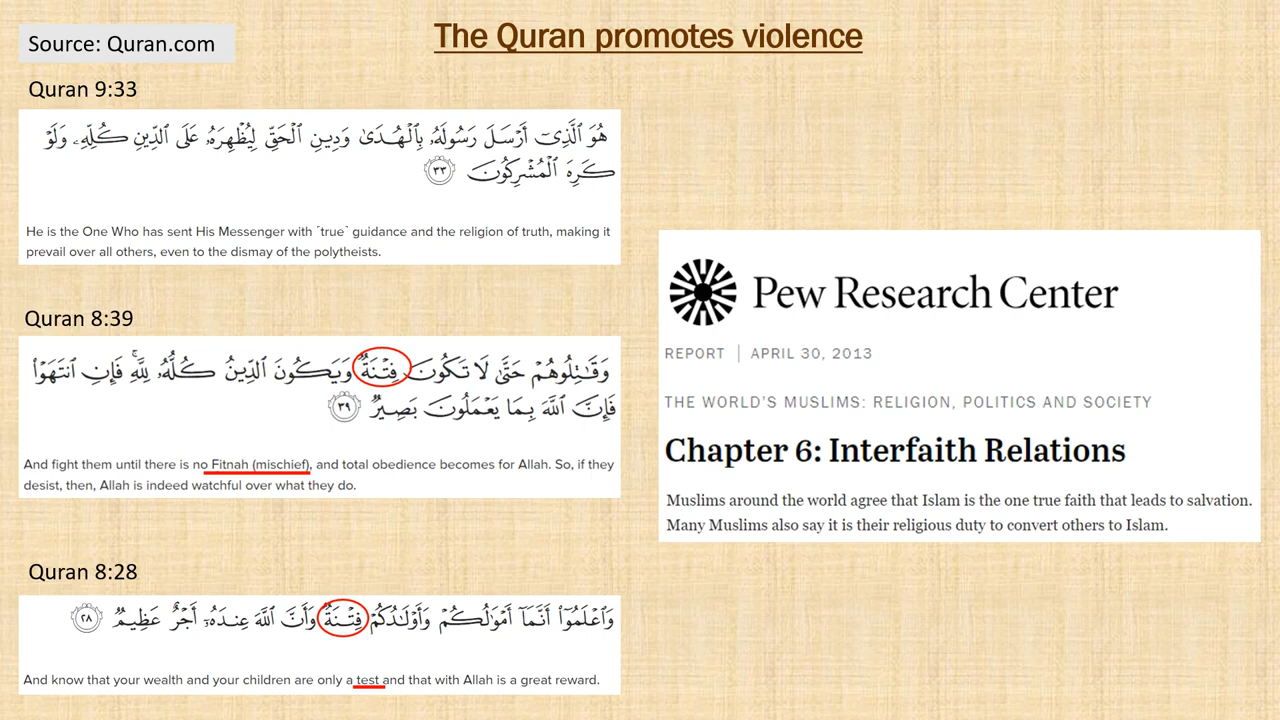 Source: Quran.com
The Quran promotes violence
Quran 9:33
هُوَ ٱلَّذِىٓ أَرْسَلَ رَسُولَهُۥ بِٱلْهُدَىٰ وَدِينِ ٱلْحَقِّ لِيُظْهِرَهُۥ عَلَى ٱلدِّينِ كُلِّهِۦ وَلَوْ
كَرِهَ ٱلْمُشْرِكُونَ ٣٣
He is the One Who has sent His Messenger with ˹true˺ guidance and the religion of truth, making it
prevail over all others, even to the dismay of the polytheists.
Quran 8:39
وَقَـٰتِلُوهُمْ حَتَّىٰ لَا تَكُونَ فِتْنَةٌ وَيَكُونَ ٱلدِّينُ كُلُّهُۥ لِلَّهِ ۚ فَإِنِ ٱنتَهَوْا۟
فَإِنَّ ٱللَّهَ بِمَا يَعْمَلُونَ بَصِيرٌ ٣٩
And fight them until there is no Fitnah (mischief), and total obedience becomes for Allah. So, if they
desist, then, Allah is indeed watchful over what they do.
Quran 8:28
وَٱعْلَمُوٓا۟ أَنَّمَآ أَمْوَٰلُكُمْ وَأَوْلَـٰدُكُمْ فِتْنَةٌ وَأَنَّ ٱللَّهَ عِندَهُۥٓ أَجْرٌ عَظِيمٌ ٢٨
And know that your wealth and your children are only a test and that with Allah is a great reward.
Pew Research Center
REPORT | APRIL 30, 2013
THE WORLD'S MUSLIMS: RELIGION, POLITICS AND SOCIETY
Chapter 6: Interfaith Relations
Muslims around the world agree that Islam is the one true faith that leads to salvation.
Many Muslims also say it is their religious duty to convert others to Islam.